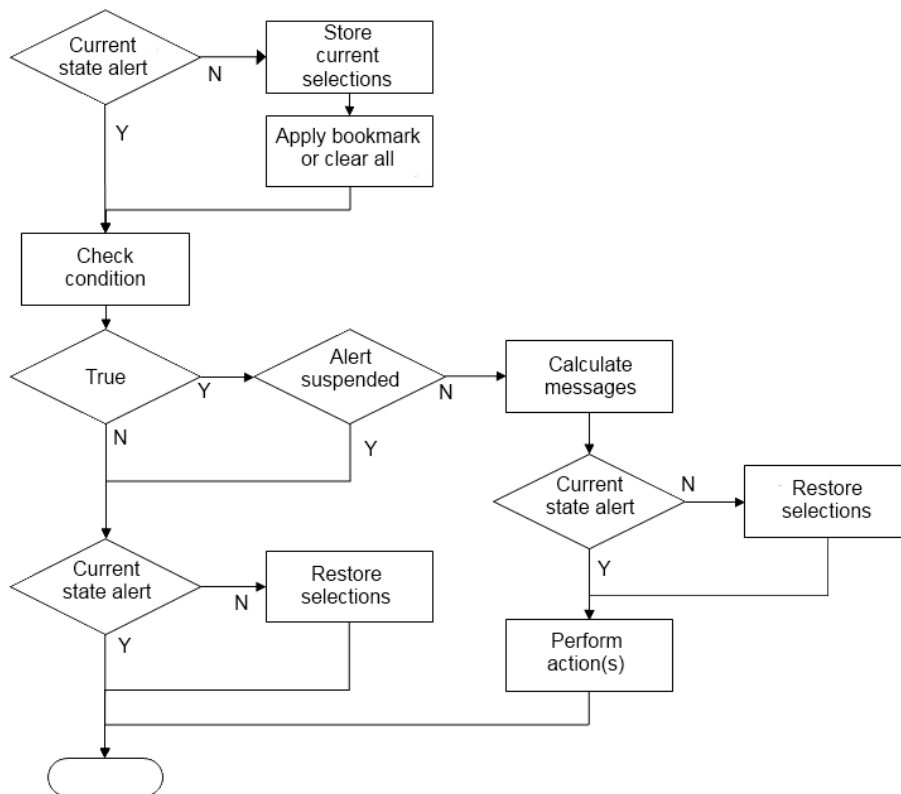 Current
state alert
N
Store
current
selections
Y
Apply bookmark
or clear all
Check
condition
True
Y
N
Alert
suspended
N
Y
Calculate
messages
Current
state alert
N
Y
Restore
selections
Current
state alert
N
Y
Restore
selections
Perform
action(s)